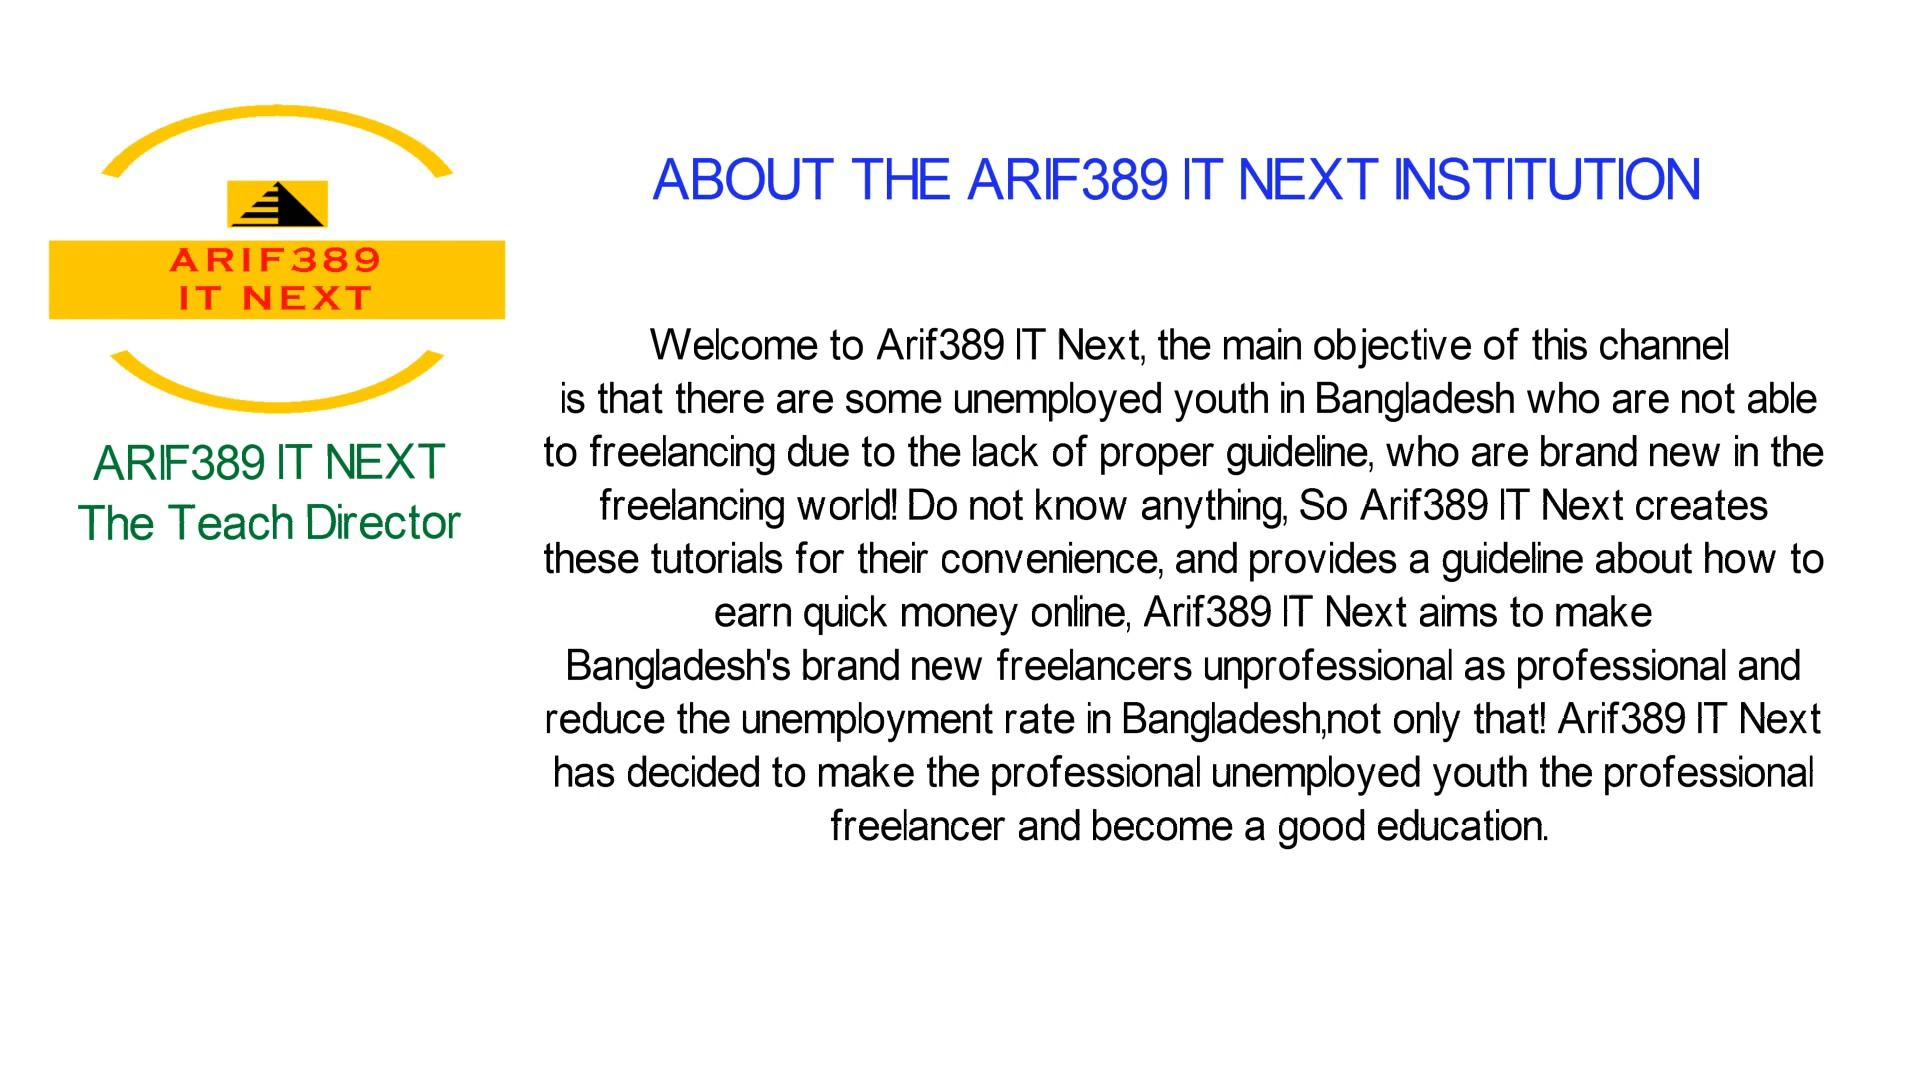 ARIF389
IT NEXT
ARIF389 IT NEXT
The Teach Director
ABOUT THE ARIF389 IT NEXT INSTITUTION
Welcome to Arif389 IT Next, the main objective of this channel
is that there are some unemployed youth in Bangladesh who are not able
to freelancing due to the lack of proper guideline, who are brand new in the
freelancing world! Do not know anything, So Arif389 IT Next creates
these tutorials for their convenience, and provides a guideline about how to
earn quick money online, Arif389 IT Next aims to make
Bangladesh's brand new freelancers unprofessional as professional and
reduce the unemployment rate in Bangladesh,not only that! Arif389 IT Next
has decided to make the professional unemployed youth the professional
freelancer and become a good education.